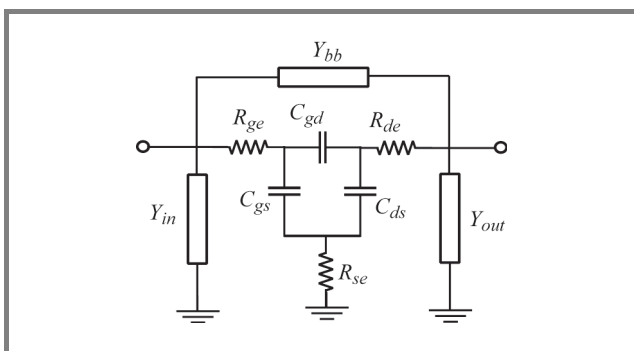 Y_bb
R_ge
C_gd
R_de
C_gs
C_ds
Y_in
Y_out
R_se